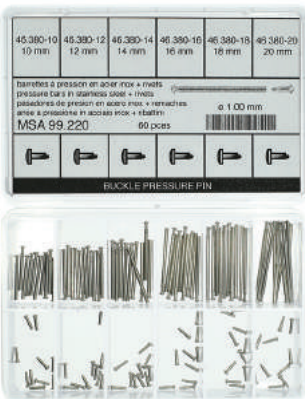 46.380-10 46.380-12 46.380-14 46.380-16 46.380-18 46.380-20
10 mm 12 mm 14 mm 16 mm 18 mm 20 mm
barrettes à pression en acier inox + rivets
pressure bars in stainless steel + rivets
pasadores de presion en acero inox + remaches
anse a pressione in acciaio inox + ribattini
ø 1.00 mm
MSA 99.220 60 pces
BUCKLE PRESSURE PIN